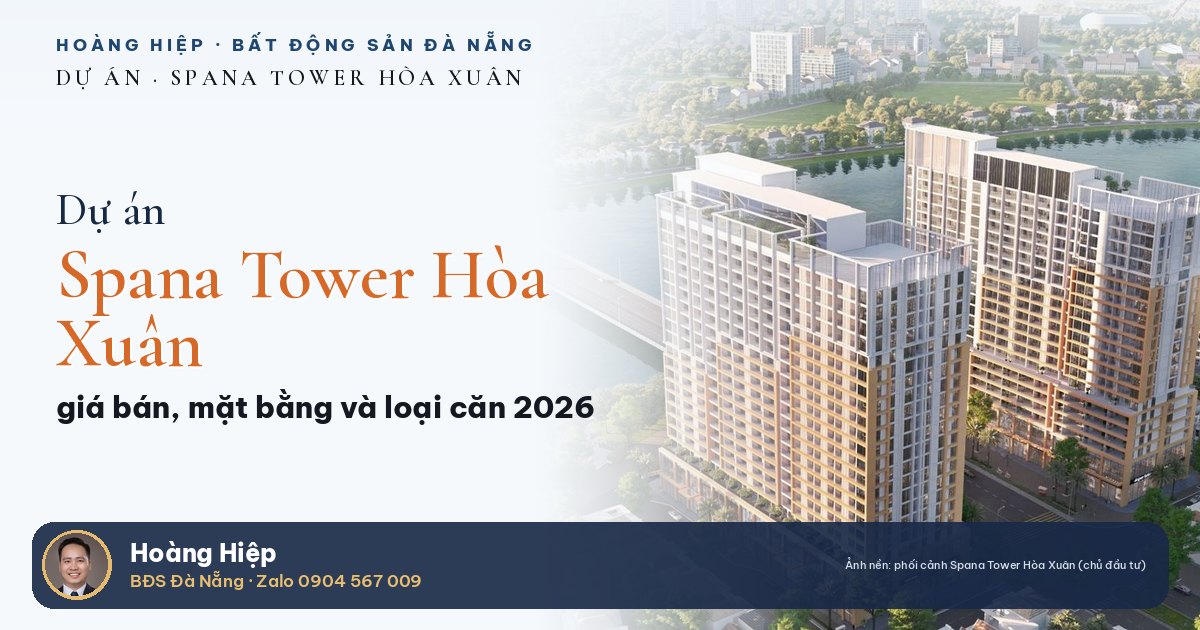 HOÀNG HIỆP · BẤT ĐỘNG SẢN ĐÀ NẴNG
DỰ ÁN · SPANA TOWER HÒA XUÂN
Dự án
Spana Tower Hòa
Xuân
giá bán, mặt bằng và loại căn 2026
Hoàng Hiệp
BĐS Đà Nẵng · Zalo 0904 567 009
Ảnh nền: phối cảnh Spana Tower Hòa Xuân (chủ đầu tư)